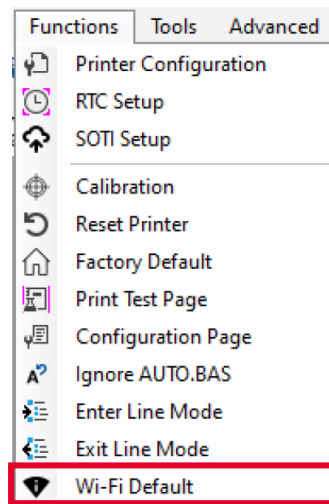 Functions Tools Advanced
Printer Configuration
RTC Setup
SOTI Setup
Calibration
Reset Printer
Factory Default
Print Test Page
Configuration Page
Ignore AUTO.BAS
Enter Line Mode
Exit Line Mode
Wi-Fi Default